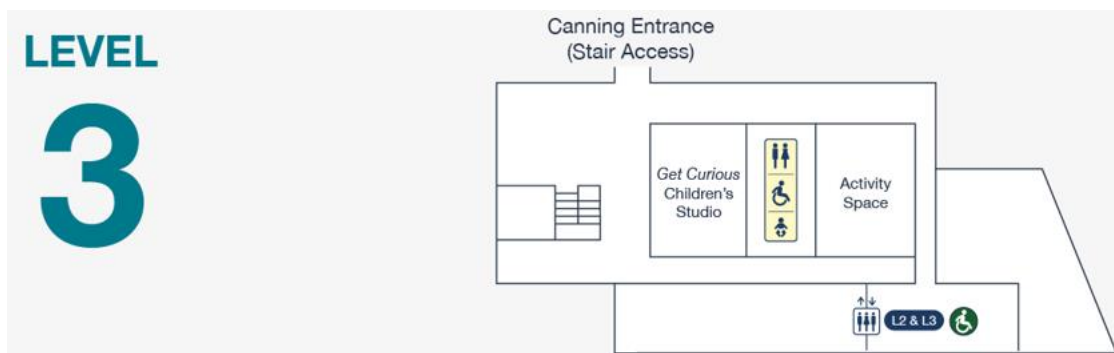 LEVEL
3
Canning Entrance
(Stair Access)
Get Curious
Children's
Studio
Activity
Space
L2 & L3